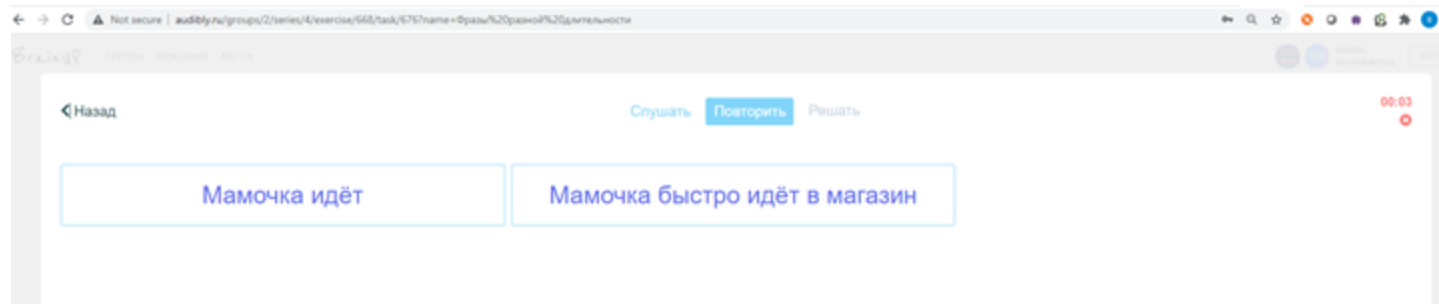 Not secure | audibly.ru/groups/2/series/4/exercise/668/task/676?name=Фразы%20разной%20длительности
BrainUP
Назад Слушать Повторить Решать 00:03
Мамочка идёт Мамочка быстро идёт в магазин